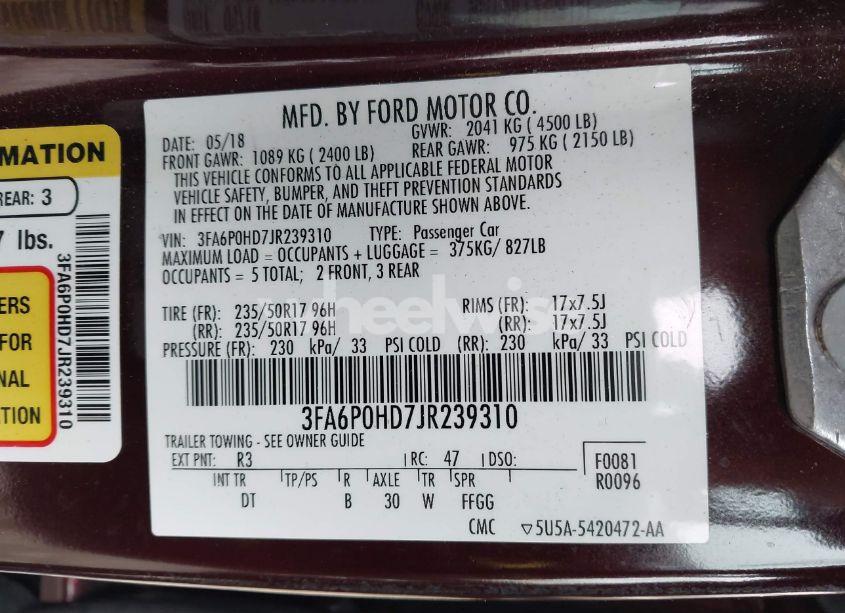 MFD. BY FORD MOTOR CO.
DATE: 05/18 GVWR: 2041 KG ( 4500 LB)
FRONT GAWR: 1089 KG ( 2400 LB) REAR GAWR: 975 KG ( 2150 LB)
THIS VEHICLE CONFORMS TO ALL APPLICABLE FEDERAL MOTOR
VEHICLE SAFETY, BUMPER, AND THEFT PREVENTION STANDARDS
IN EFFECT ON THE DATE OF MANUFACTURE SHOWN ABOVE.
VIN: 3FA6P0HD7JR239310 TYPE: Passenger Car
MAXIMUM LOAD = OCCUPANTS + LUGGAGE = 375KG/ 827LB
OCCUPANTS = 5 TOTAL; 2 FRONT, 3 REAR
TIRE (FR): 235/50R17 96H RIMS (FR): 17x7.5J
(RR): 235/50R17 96H (RR): 17x7.5J
PRESSURE (FR): 230 kPa/ 33 PSI COLD (RR): 230 kPa/ 33 PSI COLD
3FA6P0HD7JR239310
TRAILER TOWING - SEE OWNER GUIDE
EXT PNT: R3 RC: 47 DSO:
F0081
R0096
INT TR TP/PS R AXLE TR SPR
DT B 30 W FFGG
CMC ▽5U5A-5420472-AA
MATION
REAR: 3
7 lbs.
ERS
FOR
NAL
ATION
3FA6P0HD7JR239310
wheelwis